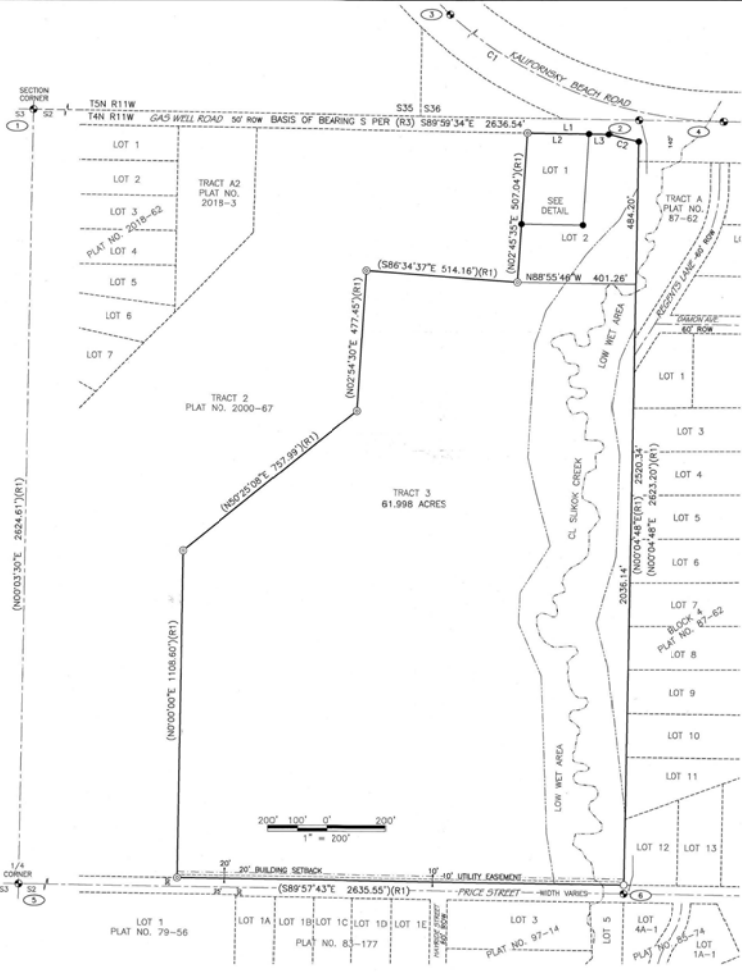 3
L
C1
KALIFORNSKY BEACH ROAD
SECTION
CORNER
S3 S2
1
T5N R11W
T4N R11W
S35 S36
GAS WELL ROAD 50' ROW BASIS OF BEARING S PER (R3) S89°59'34"E 2636.54'
L1
L2
L3
2
C2
4
140'
LOT 1
LOT 2
LOT 3
PLAT NO. 2018-62
LOT 4
LOT 5
LOT 6
LOT 7
TRACT A2
PLAT NO.
2018-3
LOT 1
SEE
DETAIL
LOT 2
(N02°45'35"E 507.04')(R1)
484.20'
TRACT A
PLAT NO.
87-62
REGENTS LANE 60' ROW
DAMON AVE
60' ROW
(S86°34'37"E 514.16')(R1)
N88°55'46"W 401.26'
(N02°54'30"E 477.45')(R1)
LOW WET AREA
TRACT 2
PLAT NO. 2000-67
(N50°25'08"E 757.99')(R1)
TRACT 3
61.998 ACRES
CL SLIKOK CREEK
(N00°03'30"E 2624.61')(R1)
(N00°04'48"E)(R1) 2520.34'
(N00°04'48"E 2623.20')(R1)
2036.14'
LOT 1
LOT 3
LOT 4
LOT 5
LOT 6
LOT 7
BLOCK 4
PLAT NO. 87-62
LOT 8
LOT 9
LOT 10
LOT 11
LOT 12
LOT 13
(N0°00'00"E 1108.60')(R1)
LOW WET AREA
200' 100' 0' 200'
1" = 200'
1/4
CORNER
S3 S2
5
20'
20' BUILDING SETBACK
10'
10' UTILITY EASEMENT
(S89°57'43"E 2635.55')(R1)
PRICE STREET WIDTH VARIES
6
LOT 1
PLAT NO. 79-56
LOT 1A
LOT 1B
LOT 1C
LOT 1D
LOT 1E
PLAT NO. 83-177
LOT 3
PLAT NO. 97-14
LOT 5
LOT
4A-1
PLAT NO. 85-74
LOT
1A-1